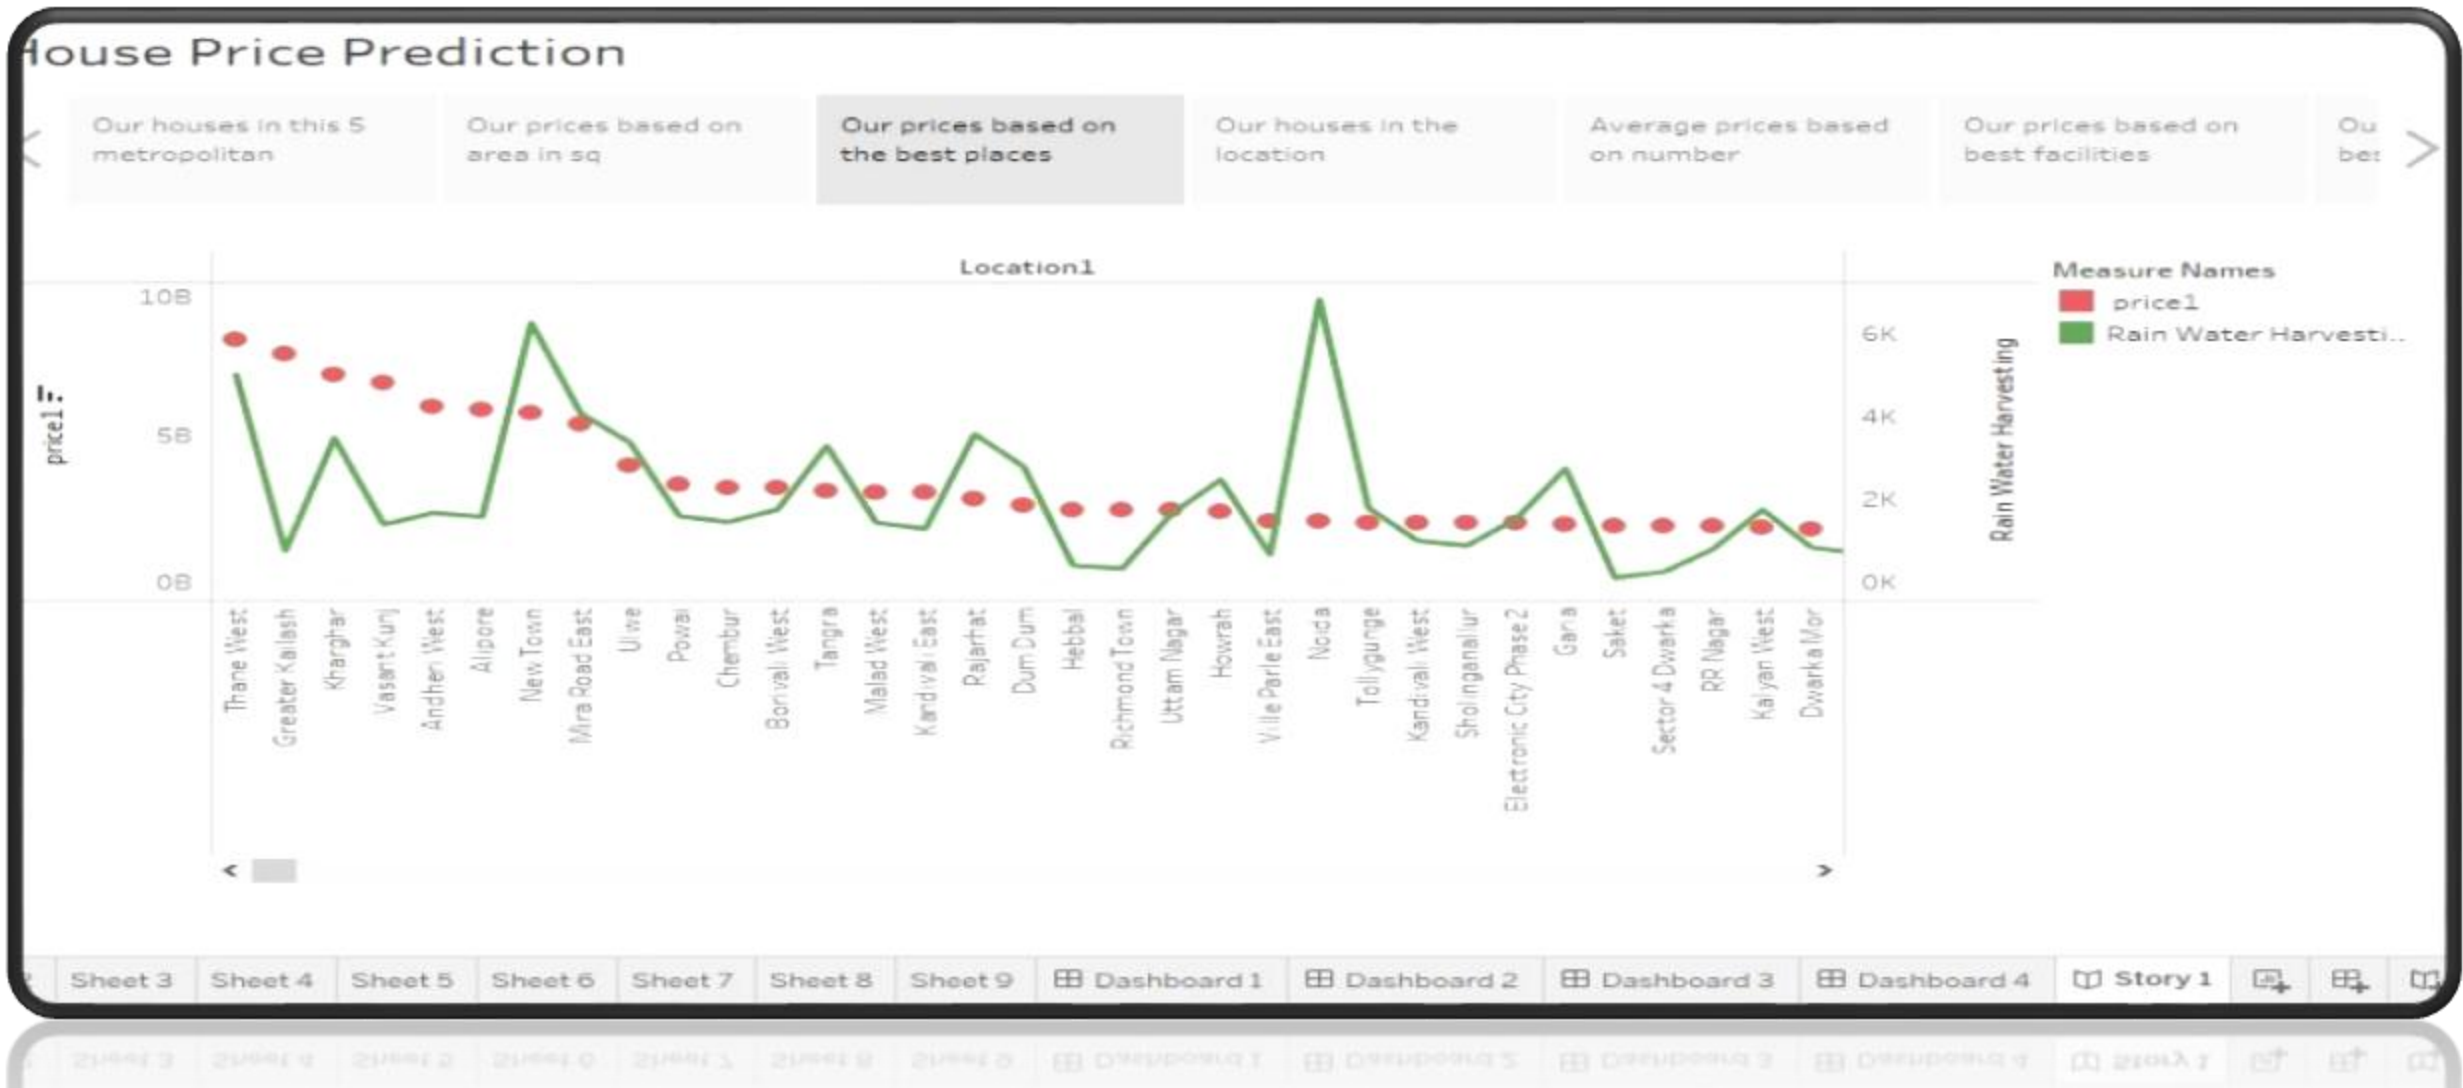 House Price Prediction
Our houses in this 5
metropolitan
Our prices based on
area in sq
Our prices based on
the best places
Our houses in the
location
Average prices based
on number
Our prices based on
best facilities
Ou
bes
Location1
Measure Names
price1
Rain Water Harvesti..
10B
5B
0B
price1
6K
4K
2K
0K
Rain Water Harvesting
Thane West
Greater Kailash
Kharghar
Vasant Kunj
Andheri West
Alipore
New Town
Mira Road East
Ulwe
Powai
Chembur
Borivali West
Tangra
Malad West
Kandivali East
Rajarhat
Dum Dum
Hebbal
Richmond Town
Uttam Nagar
Howrah
Ville Parle East
Noida
Tollygunge
Kandivali West
Sholinganallur
Electronic City Phase 2
Garia
Saket
Sector 4 Dwarka
RR Nagar
Kalyan West
Dwarka Mor
Sheet 3
Sheet 4
Sheet 5
Sheet 6
Sheet 7
Sheet 8
Sheet 9
Dashboard 1
Dashboard 2
Dashboard 3
Dashboard 4
Story 1